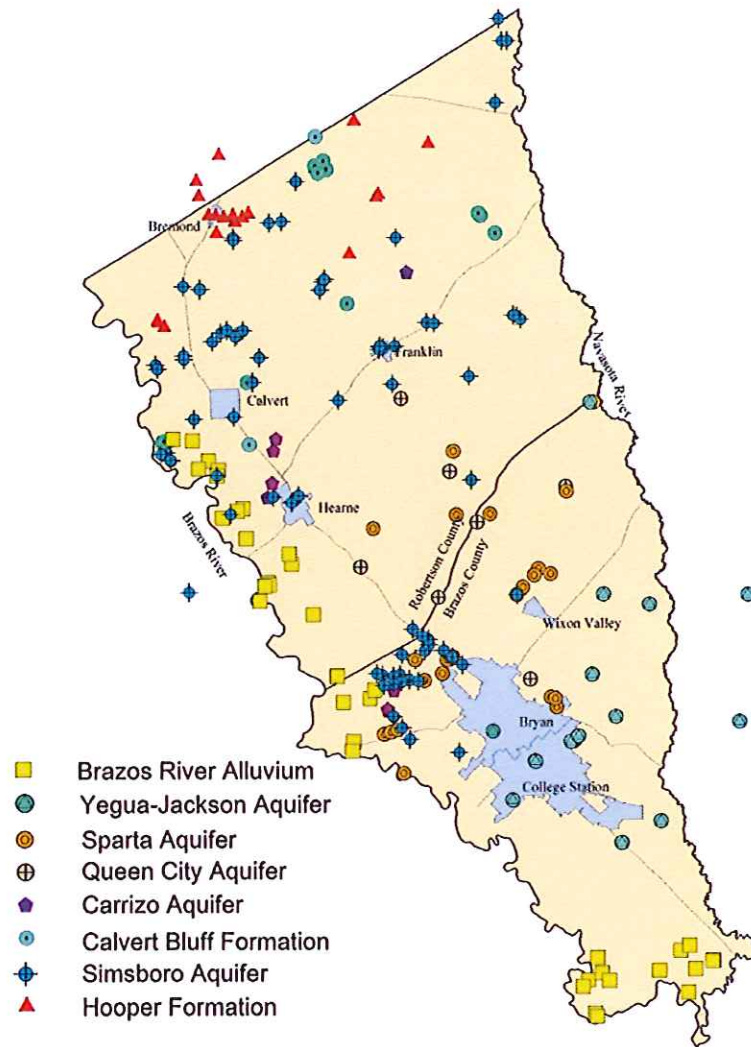 Bremond
Franklin
Navasota River
Calvert
Hearne
Brazos River
Robertson County
Brazos County
Wixon Valley
Bryan
College Station
Brazos River Alluvium
Yegua-Jackson Aquifer
Sparta Aquifer
Queen City Aquifer
Carrizo Aquifer
Calvert Bluff Formation
Simsboro Aquifer
Hooper Formation